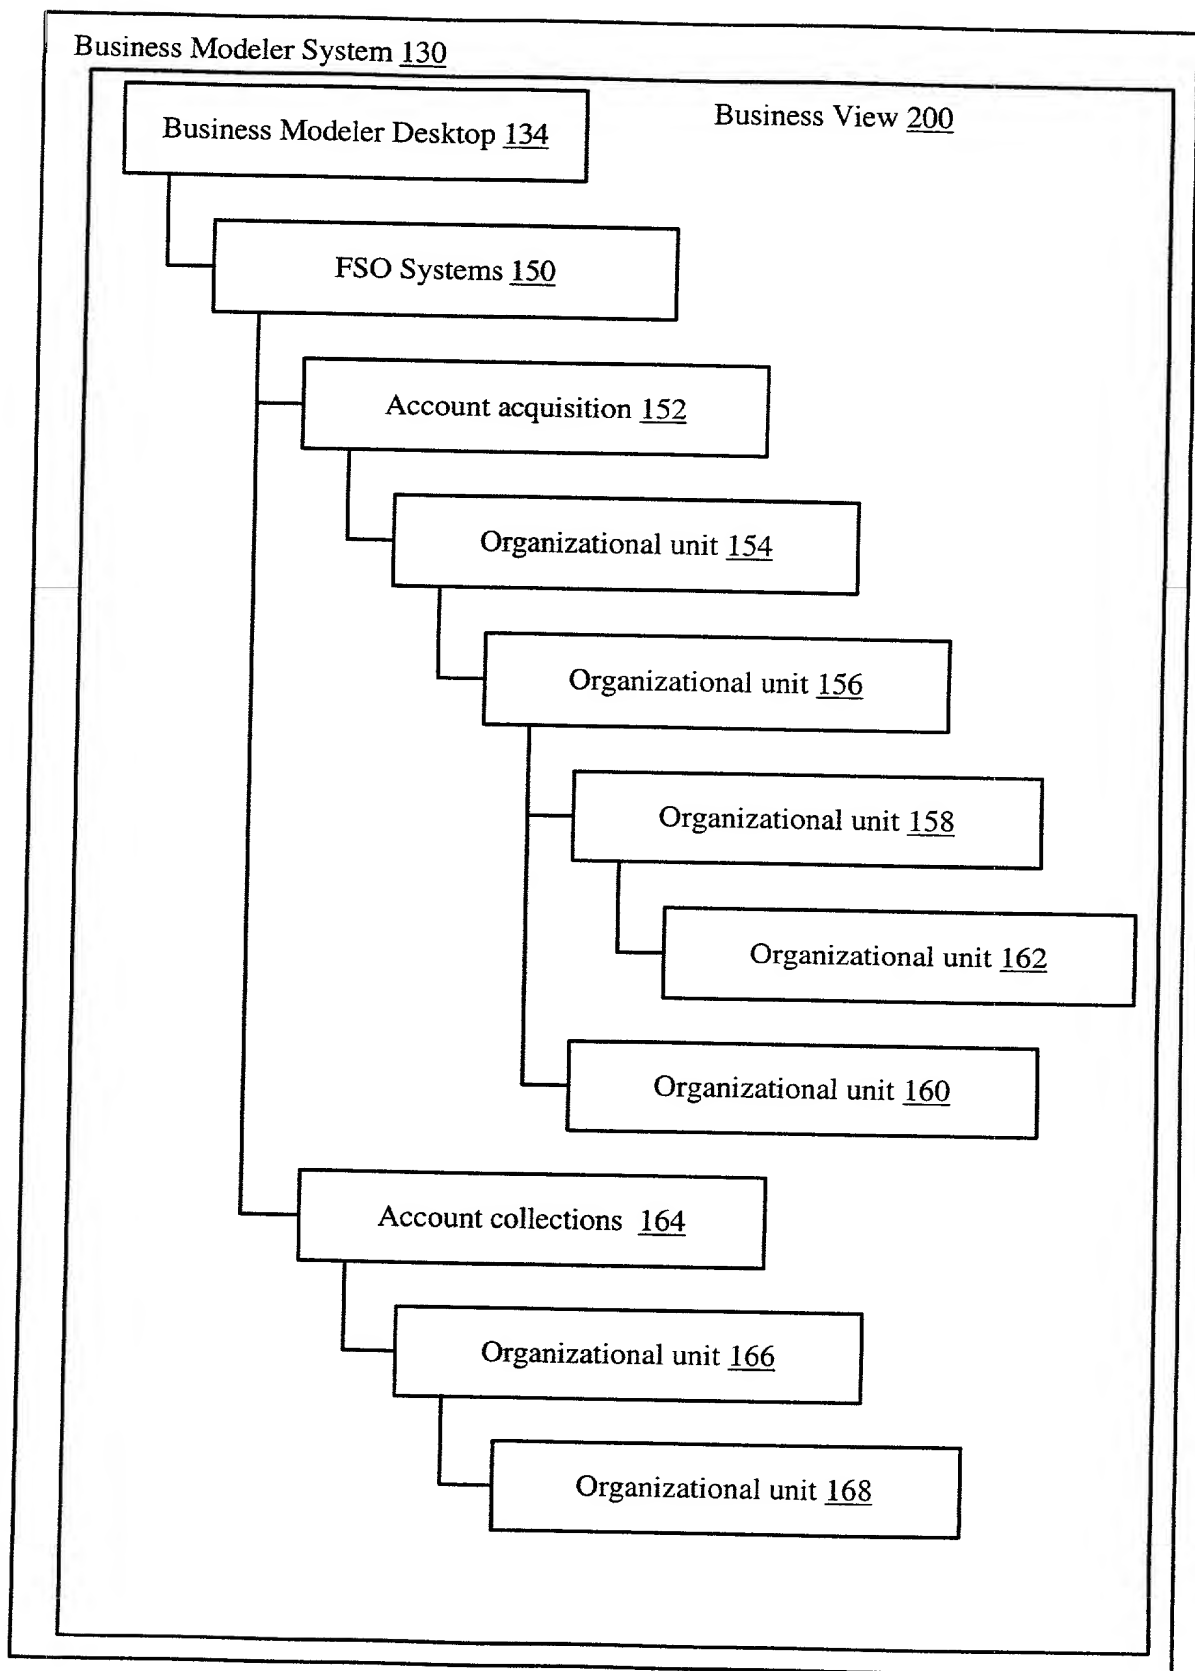 Business Modeler System 130
Business View 200
Business Modeler Desktop 134
FSO Systems 150
Account acquisition 152
Organizational unit 154
Organizational unit 156
Organizational unit 158
Organizational unit 162
Organizational unit 160
Account collections 164
Organizational unit 166
Organizational unit 168